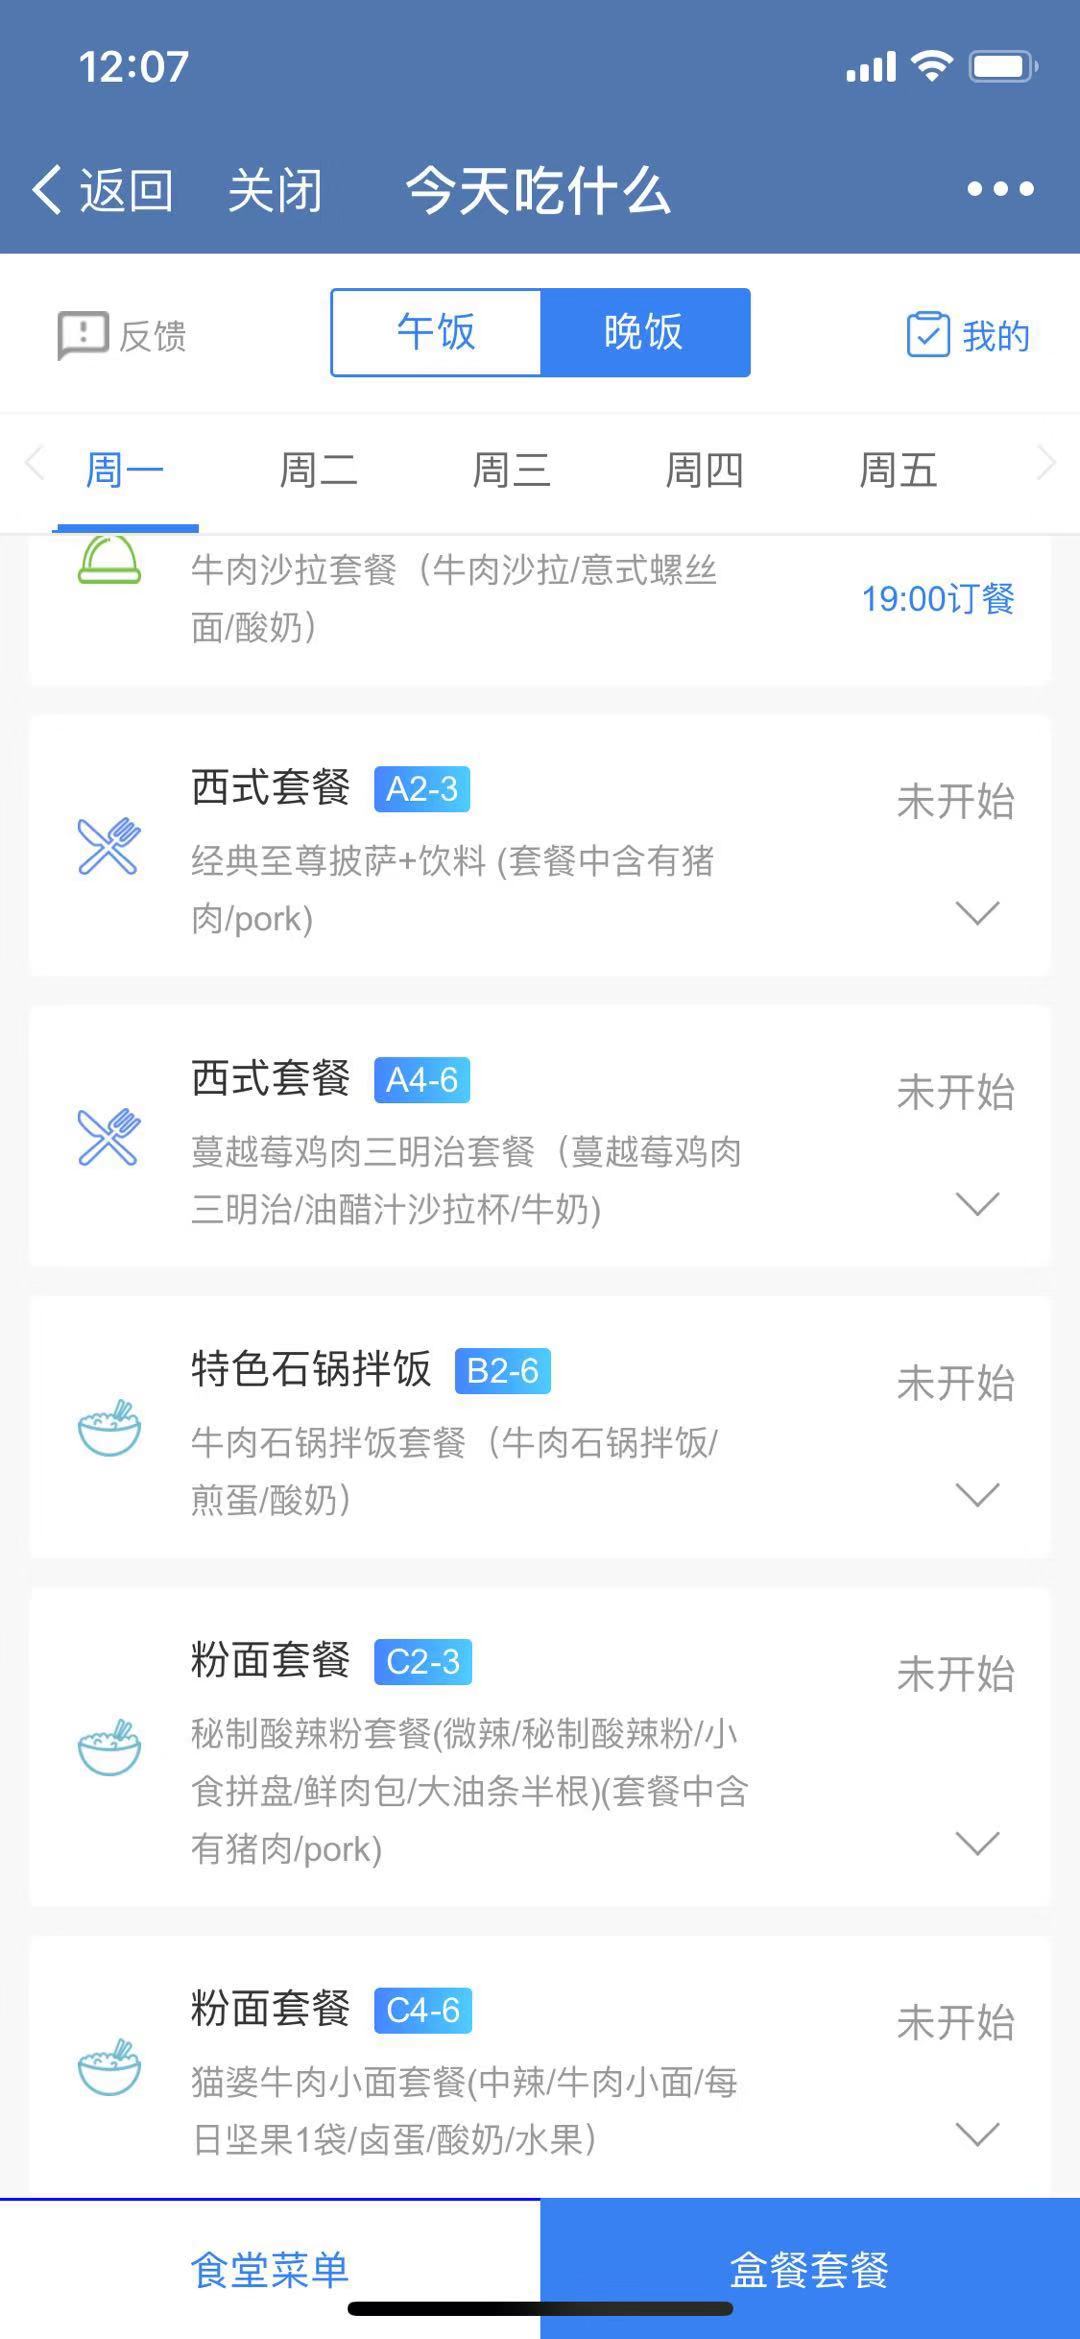 12:07
返回 关闭 今天吃什么
反馈 午饭 晚饭 我的
周一 周二 周三 周四 周五
牛肉沙拉套餐（牛肉沙拉/意式螺丝
面/酸奶）
19:00订餐
西式套餐 A2-3
未开始
经典至尊披萨+饮料 (套餐中含有猪
肉/pork)
西式套餐 A4-6
未开始
蔓越莓鸡肉三明治套餐（蔓越莓鸡肉
三明治/油醋汁沙拉杯/牛奶)
特色石锅拌饭 B2-6
未开始
牛肉石锅拌饭套餐（牛肉石锅拌饭/
煎蛋/酸奶）
粉面套餐 C2-3
未开始
秘制酸辣粉套餐(微辣/秘制酸辣粉/小
食拼盘/鲜肉包/大油条半根)(套餐中含
有猪肉/pork)
粉面套餐 C4-6
未开始
猫婆牛肉小面套餐(中辣/牛肉小面/每
日坚果1袋/卤蛋/酸奶/水果）
食堂菜单 盒餐套餐